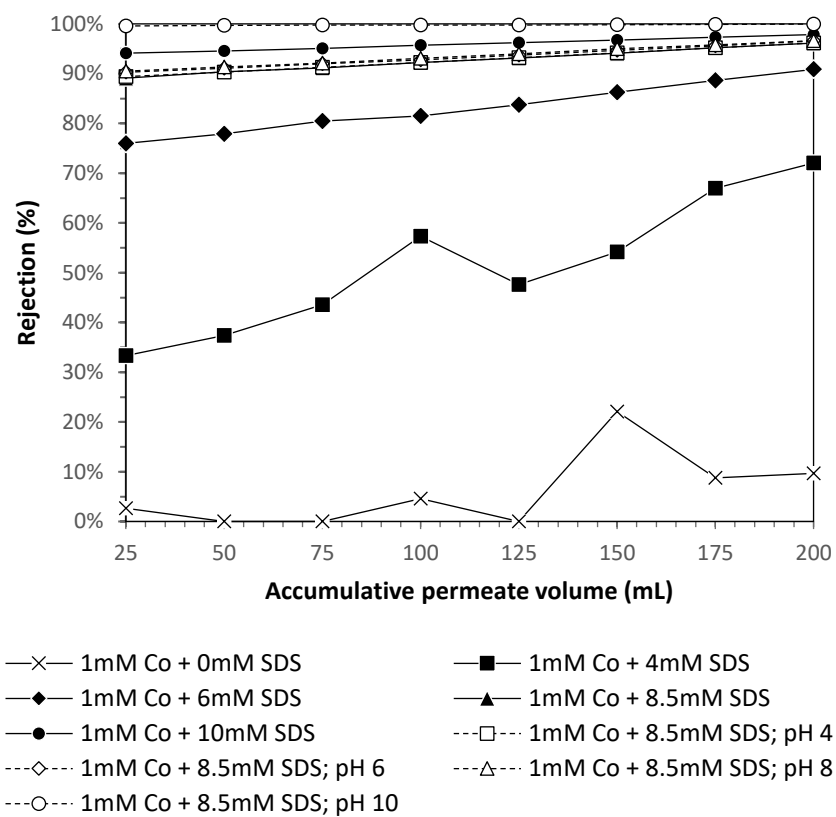 100%
90%
80%
70%
60%
50%
40%
30%
20%
10%
0%
Rejection (%)
25 50 75 100 125 150 175 200
Accumulative permeate volume (mL)
1mM Co + 0mM SDS
1mM Co + 4mM SDS
1mM Co + 6mM SDS
1mM Co + 8.5mM SDS
1mM Co + 10mM SDS
1mM Co + 8.5mM SDS; pH 4
1mM Co + 8.5mM SDS; pH 6
1mM Co + 8.5mM SDS; pH 8
1mM Co + 8.5mM SDS; pH 10